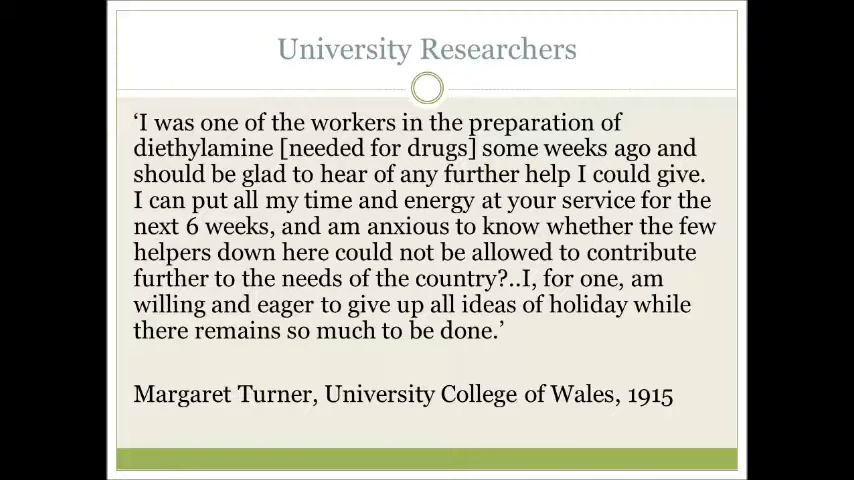 University Researchers
‘I was one of the workers in the preparation of
diethylamine [needed for drugs] some weeks ago and
should be glad to hear of any further help I could give.
I can put all my time and energy at your service for the
next 6 weeks, and am anxious to know whether the few
helpers down here could not be allowed to contribute
further to the needs of the country?..I, for one, am
willing and eager to give up all ideas of holiday while
there remains so much to be done.’
Margaret Turner, University College of Wales, 1915